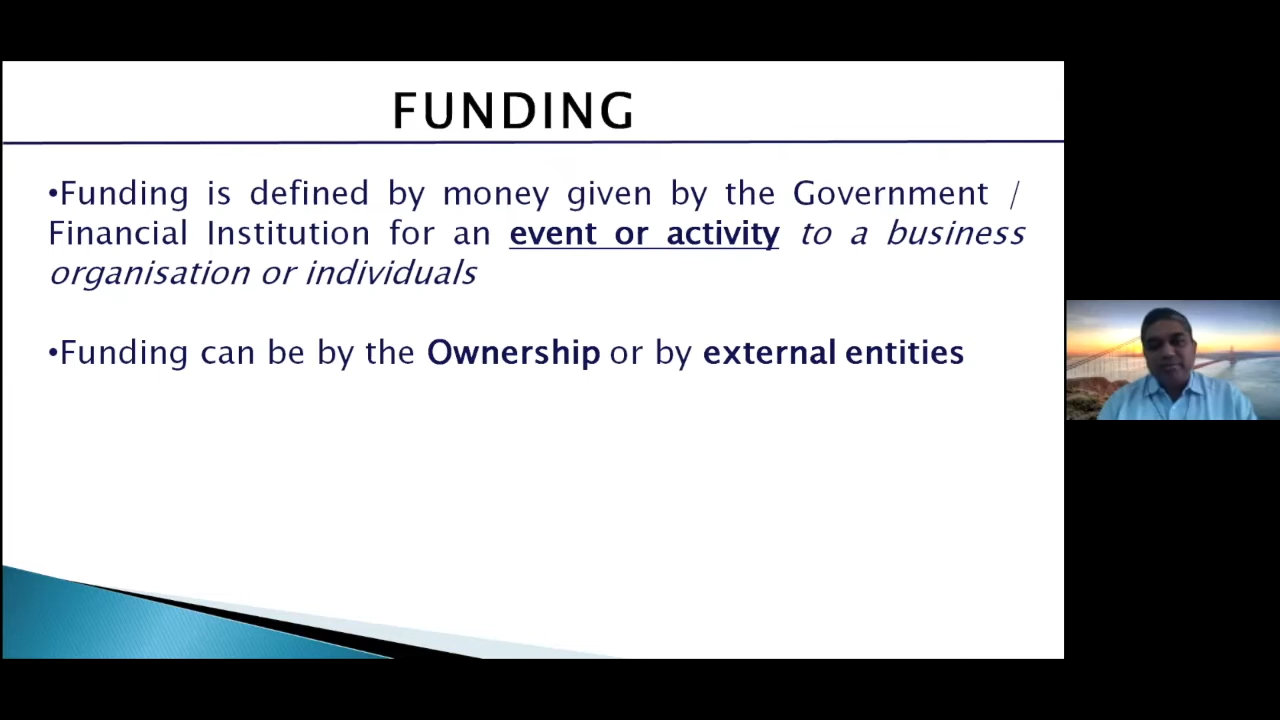 FUNDING
•Funding is defined by money given by the Government /
Financial Institution for an event or activity to a business
organisation or individuals
•Funding can be by the Ownership or by external entities